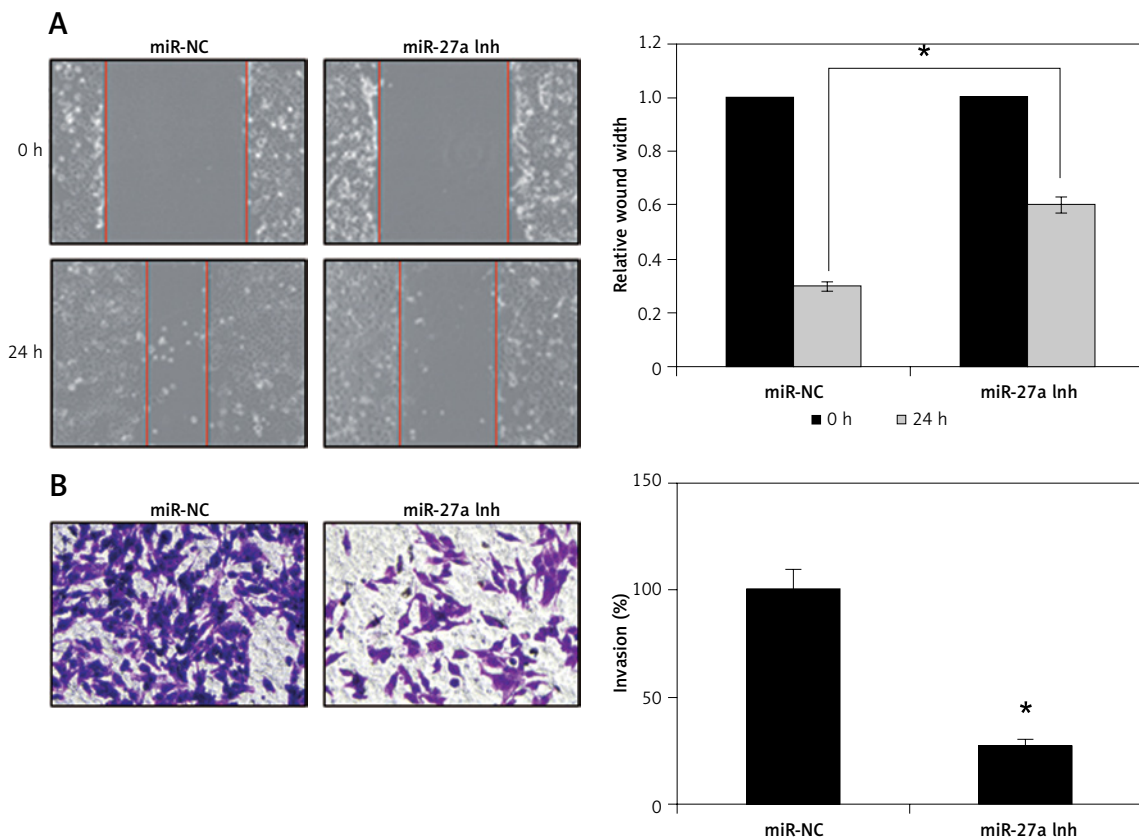 A
miR-NC
miR-27a lnh
0 h
24 h
Relative wound width
1.2
1.0
0.8
0.6
0.4
0.2
0
*
miR-NC
miR-27a lnh
0 h
24 h
B
miR-NC
miR-27a lnh
Invasion (%)
150
100
50
0
*
miR-NC
miR-27a lnh